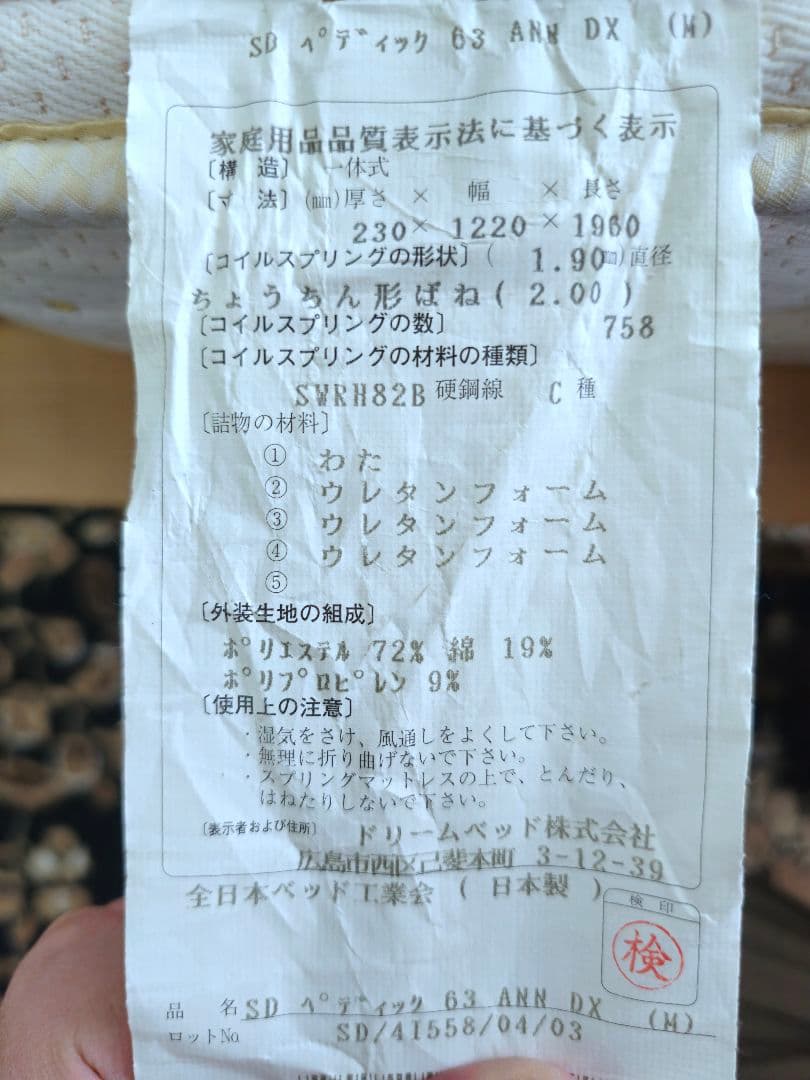 SD ペディック 63 ANN DX (M)
家庭用品品質表示法に基づく表示
〔構 造〕 一体式
〔寸 法〕(㎜)厚さ × 幅 × 長さ
230 × 1220 × 1960
〔コイルスプリングの形状〕( 1.90㎜)直径
ちょうちん形ばね( 2.00 )
〔コイルスプリングの数〕 758
〔コイルスプリングの材料の種類〕
SWRH82B 硬鋼線 C 種
〔詰物の材料〕
① わた
② ウレタンフォーム
③ ウレタンフォーム
④ ウレタンフォーム
⑤
〔外装生地の組成〕
ポリエステル 72% 綿 19%
ポリプロピレン 9%
〔使用上の注意〕
・湿気をさけ、風通しをよくして下さい。
・無理に折り曲げないで下さい。
・スプリングマットレスの上で、とんだり、
はねたりしないで下さい。
〔表示者および住所〕 ドリームベッド株式会社
広島市西区己斐本町 3-12-39
全日本ベッド工業会 ( 日本製 )
検 印
検
品 名 SD ペディック 63 ANN DX (M)
ロットNo SD/41558/04/03